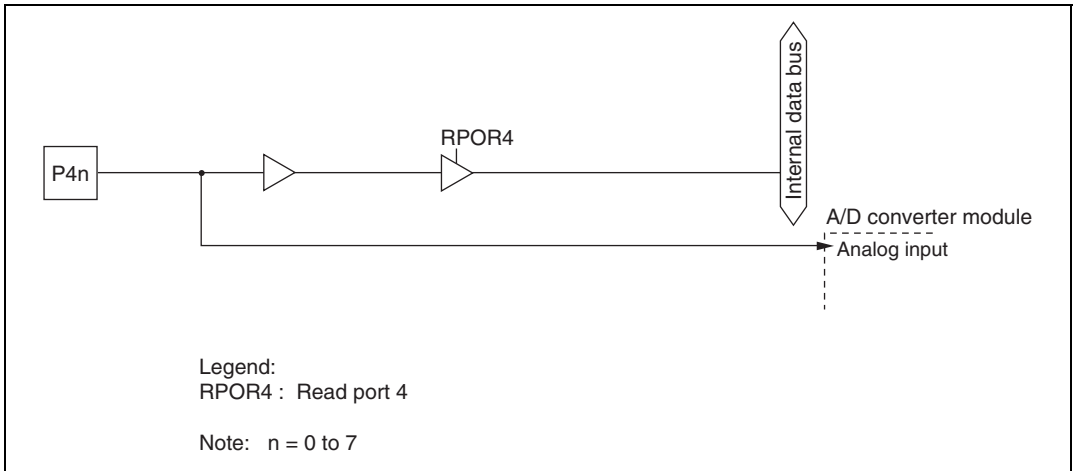 RPOR4
P4n
Internal data bus
A/D converter module
Analog input
Legend:
RPOR4 : Read port 4
Note: n = 0 to 7